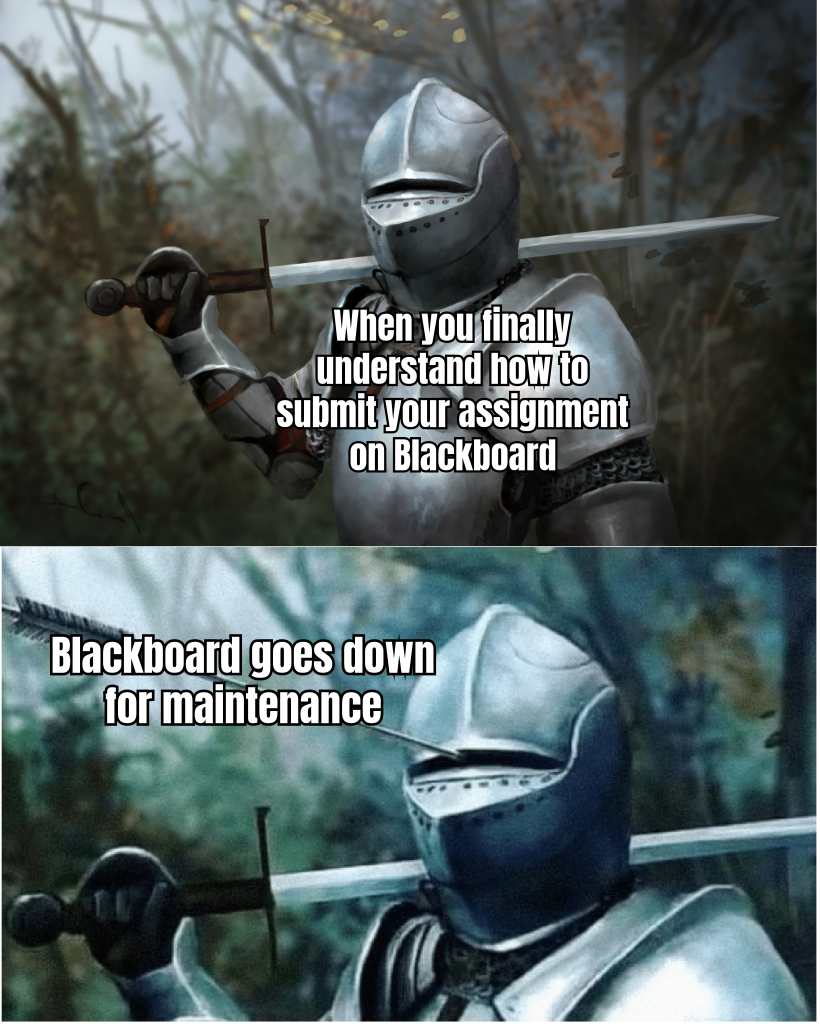 When you finally
understand how to
submit your assignment
on Blackboard
Blackboard goes down
for maintenance